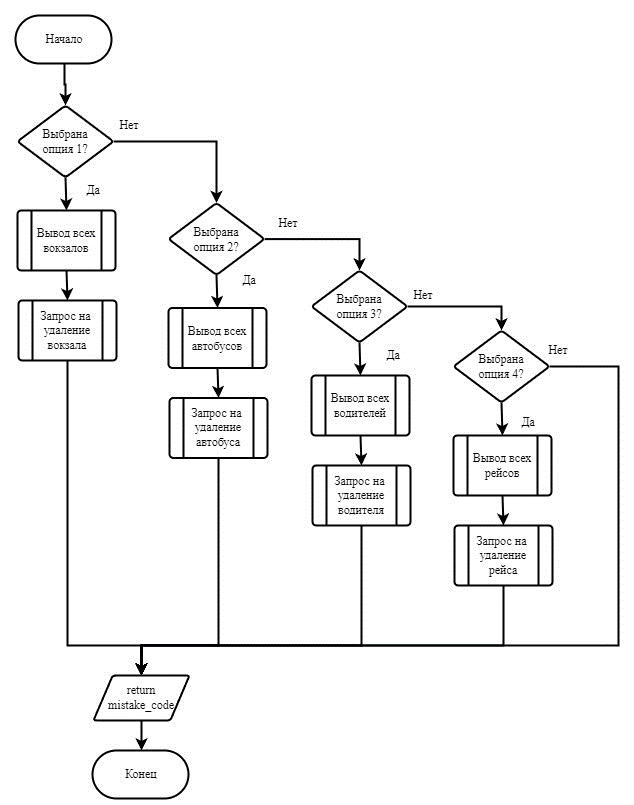 Начало
Выбрана
опция 1?
Нет
Да
Вывод всех
вокзалов
Запрос на
удаление
вокзала
Выбрана
опция 2?
Нет
Да
Вывод всех
автобусов
Запрос на
удаление
автобуса
Выбрана
опция 3?
Нет
Да
Вывод всех
водителей
Запрос на
удаление
водителя
Выбрана
опция 4?
Нет
Да
Вывод всех
рейсов
Запрос на
удаление
рейса
return
mistake_code
Конец